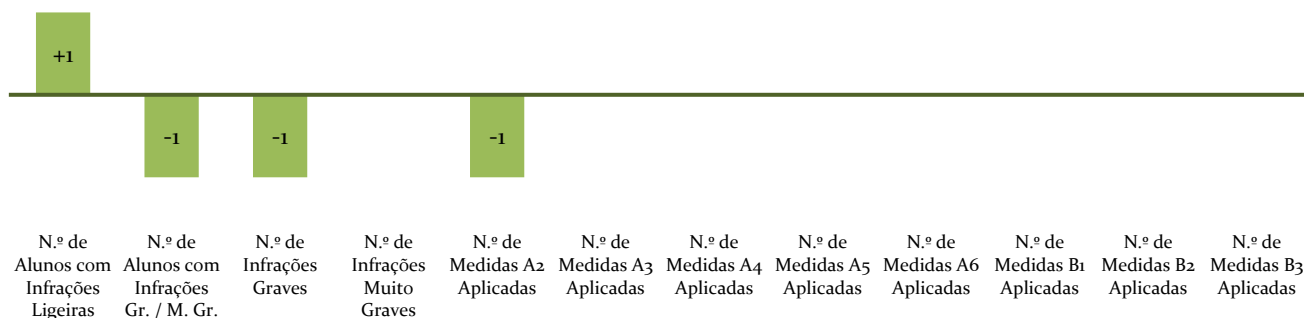 +1
-1
-1
-1
N.º de
Alunos com
Infrações
Ligeiras
N.º de
Alunos com
Infrações
Gr. / M. Gr.
N.º de
Infrações
Graves
N.º de
Infrações
Muito
Graves
N.º de
Medidas A2
Aplicadas
N.º de
Medidas A3
Aplicadas
N.º de
Medidas A4
Aplicadas
N.º de
Medidas A5
Aplicadas
N.º de
Medidas A6
Aplicadas
N.º de
Medidas B1
Aplicadas
N.º de
Medidas B2
Aplicadas
N.º de
Medidas B3
Aplicadas